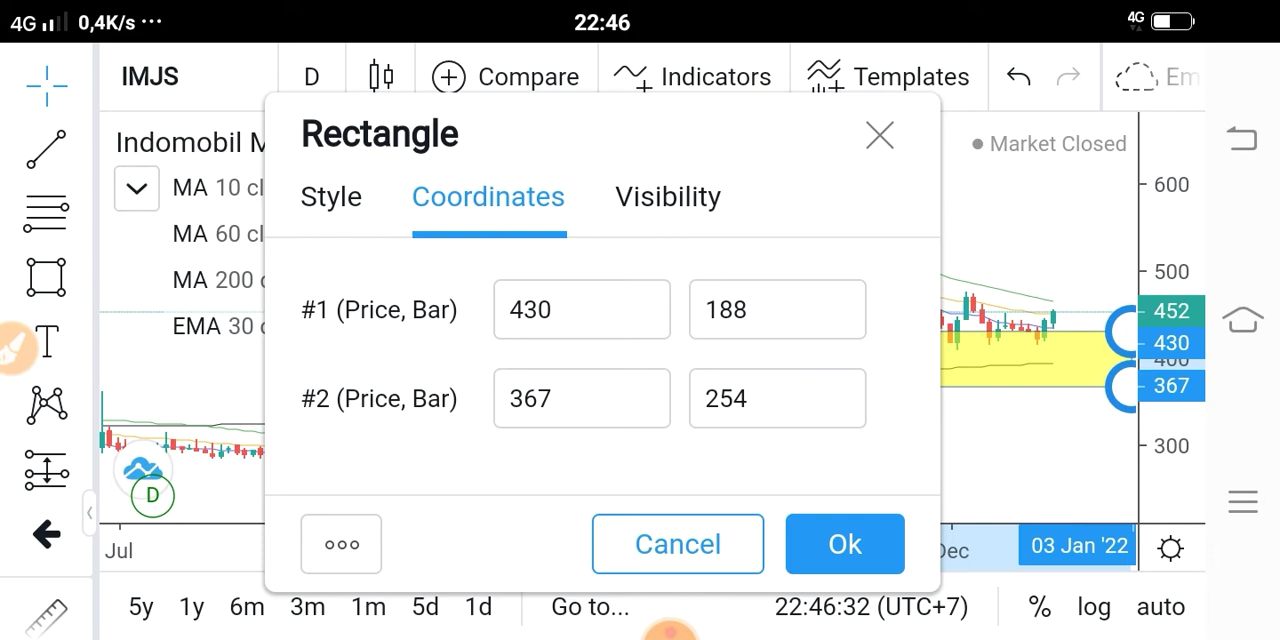 4G 0,4K/s ··· 22:46 4G
IMJS D Compare Indicators Templates Em
Rectangle
Indomobil M
Market Closed
Style Coordinates Visibility
MA 10 cl
MA 60 cl
MA 200 c
EMA 30 c
#1 (Price, Bar) 430 188
#2 (Price, Bar) 367 254
600
500
452
430
400
367
300
T
D
Cancel Ok
Jul Dec 03 Jan '22
5y 1y 6m 3m 1m 5d 1d Go to... 22:46:32 (UTC+7) % log auto